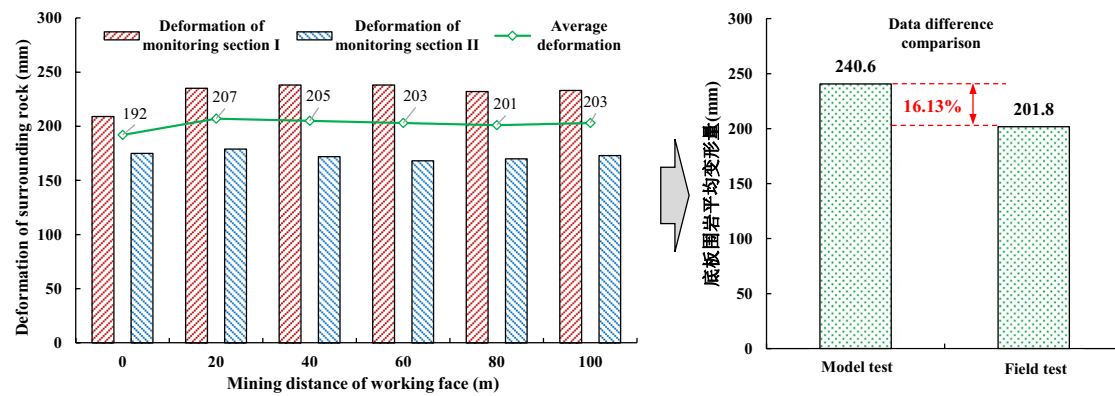 Deformation of surrounding rock (mm)
300
250
200
150
100
50
0
Deformation of
monitoring section I
Deformation of
monitoring section II
Average
deformation
192
207
205
203
201
203
0
20
40
60
80
100
Mining distance of working face (m)
底板围岩平均变形量(mm)
300
250
200
150
100
50
0
Data difference
comparison
240.6
16.13%
201.8
Model test
Field test